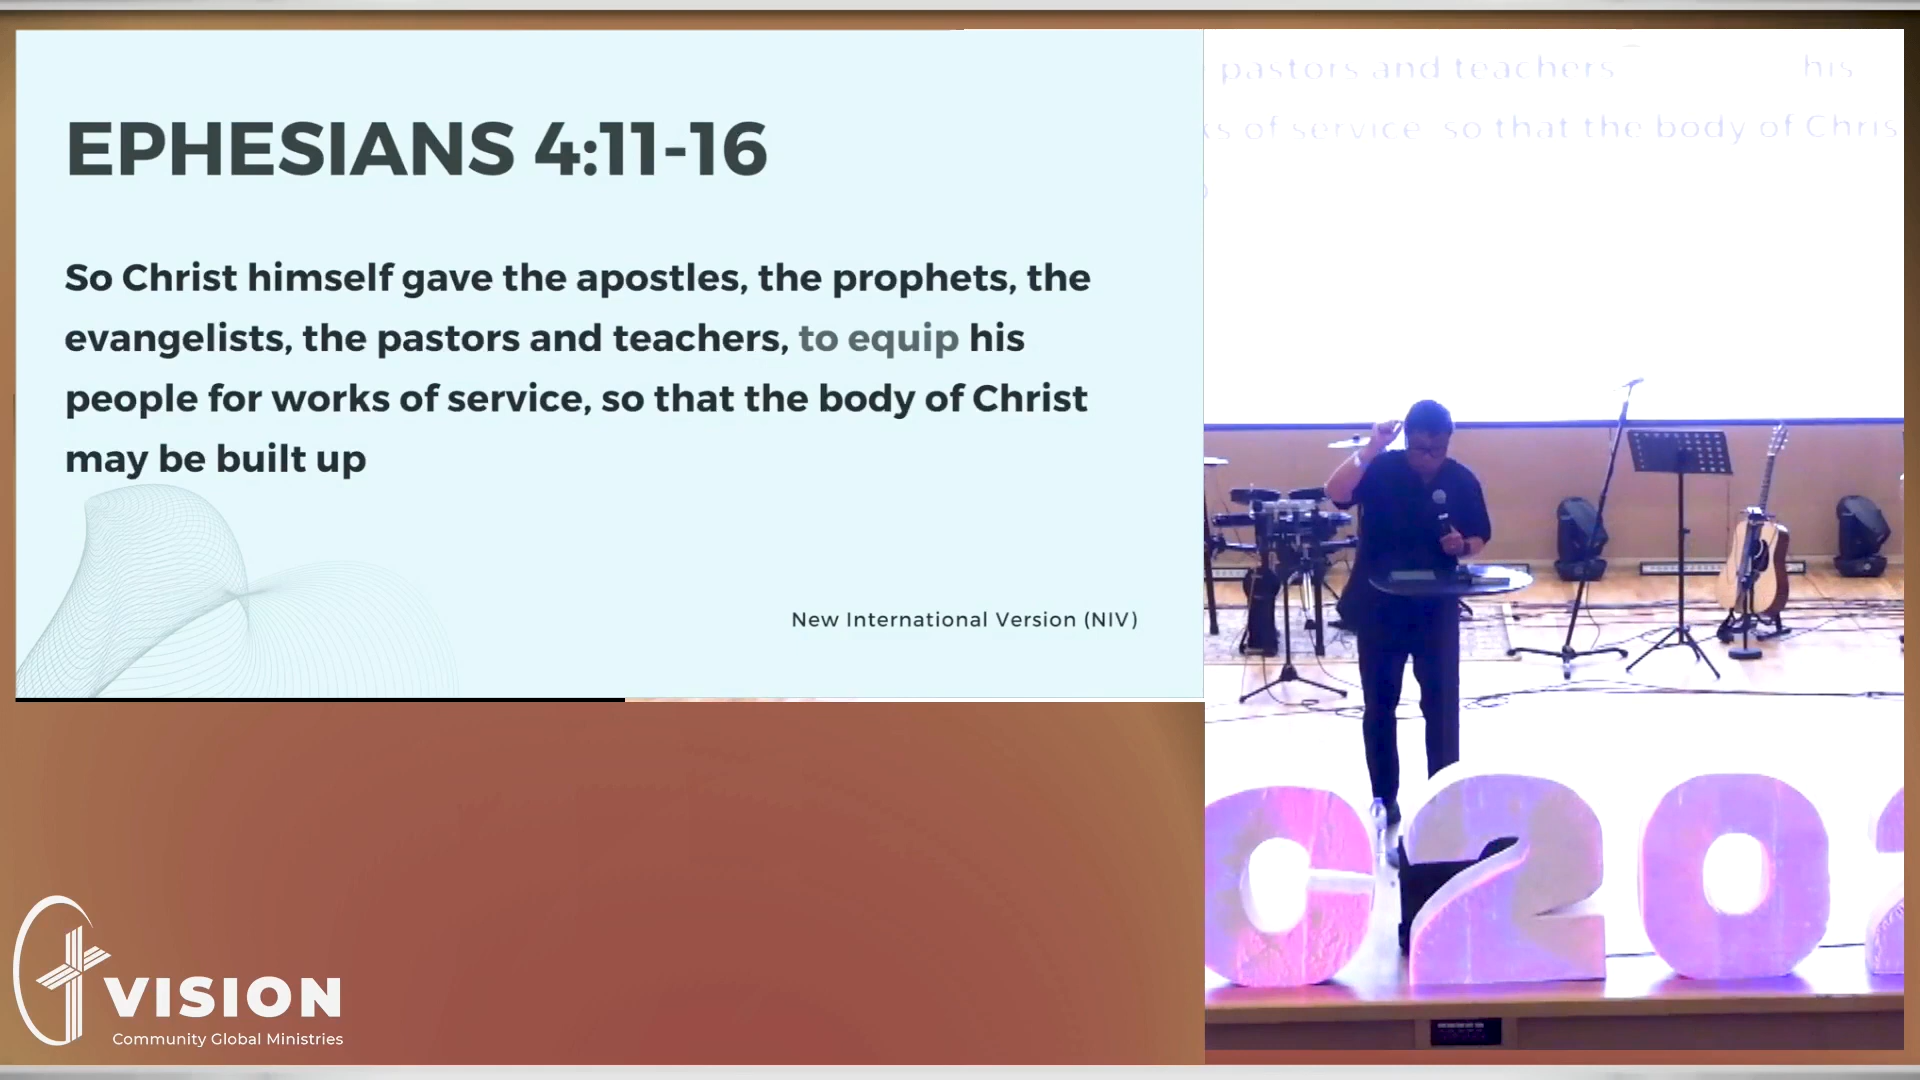 EPHESIANS 4:11-16
So Christ himself gave the apostles, the prophets, the
evangelists, the pastors and teachers, to equip his
people for works of service, so that the body of Christ
may be built up
New International Version (NIV)
pastors and teachers his
of service so that the body of Chris
C202
VISION
Community Global Ministries